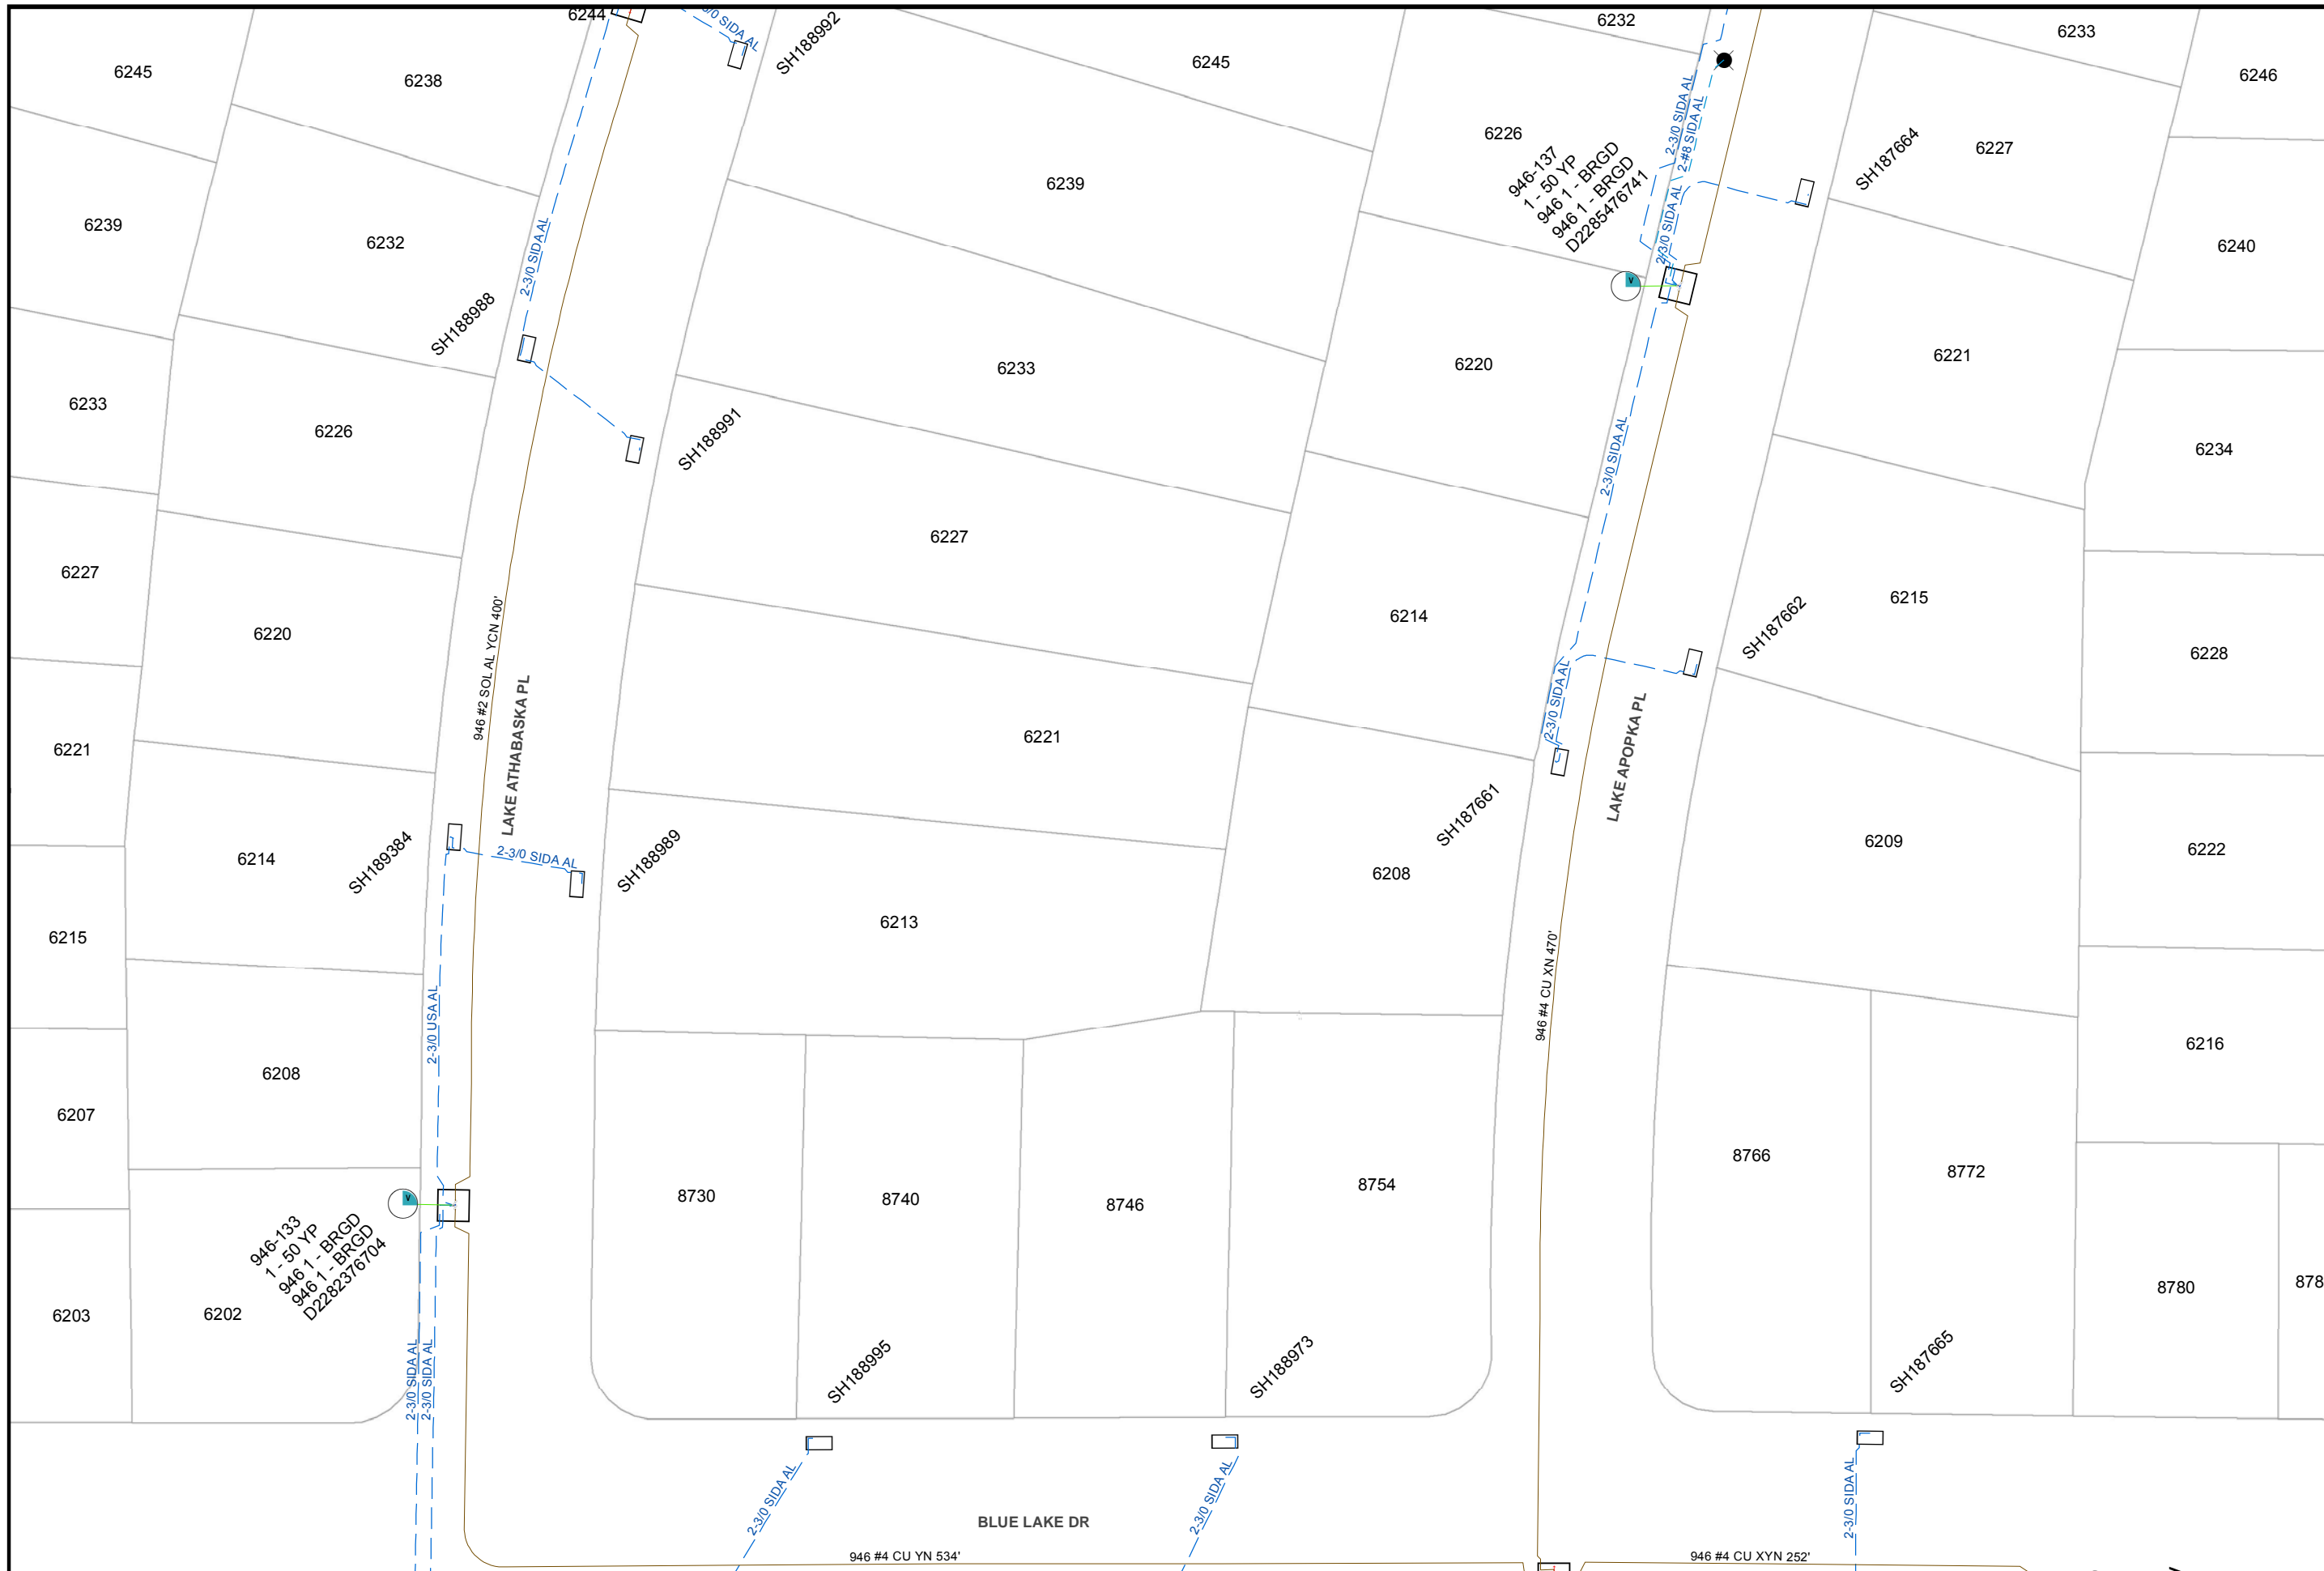 6244
2-3/0 SIDA AL
SH188992
6232
6233
6245
6238
6245
6246
2-3/0 SIDA AL
2-#8 SIDA AL
6226
946-137
1 - 50 YP
946 1 - BRGD
946 1 - BRGD
D2285476741
6227
SH187664
6239
6239
6232
2-3/0 SIDA AL
2-3/0 SIDA AL
6240
V
SH188988
6233
6220
6221
6233
6226
SH188991
2-3/0 SIDA AL
6234
6227
6227
6220
946 #2 SOL AL YCN 400'
LAKE ATHABASKA PL
6214
6215
SH187662
6228
2-3/0 SIDA AL
LAKE APOPKA PL
6221
6221
6214
SH189384
2-3/0 SIDA AL
SH188989
SH187661
6208
6209
6222
6215
6213
946 #4 CU XN 470'
2-3/0 USA AL
6208
6216
6207
8730
8740
8746
8754
8766
8772
V
946-133
1 - 50 YP
946 1 - BRGD
946 1 - BRGD
D2282376704
6203
6202
8780
878
2-3/0 SIDA AL
2-3/0 SIDA AL
SH188995
SH188973
SH187665
2-3/0 SIDA AL
2-3/0 SIDA AL
2-3/0 SIDA AL
BLUE LAKE DR
946 #4 CU YN 534'
946 #4 CU XYN 252'